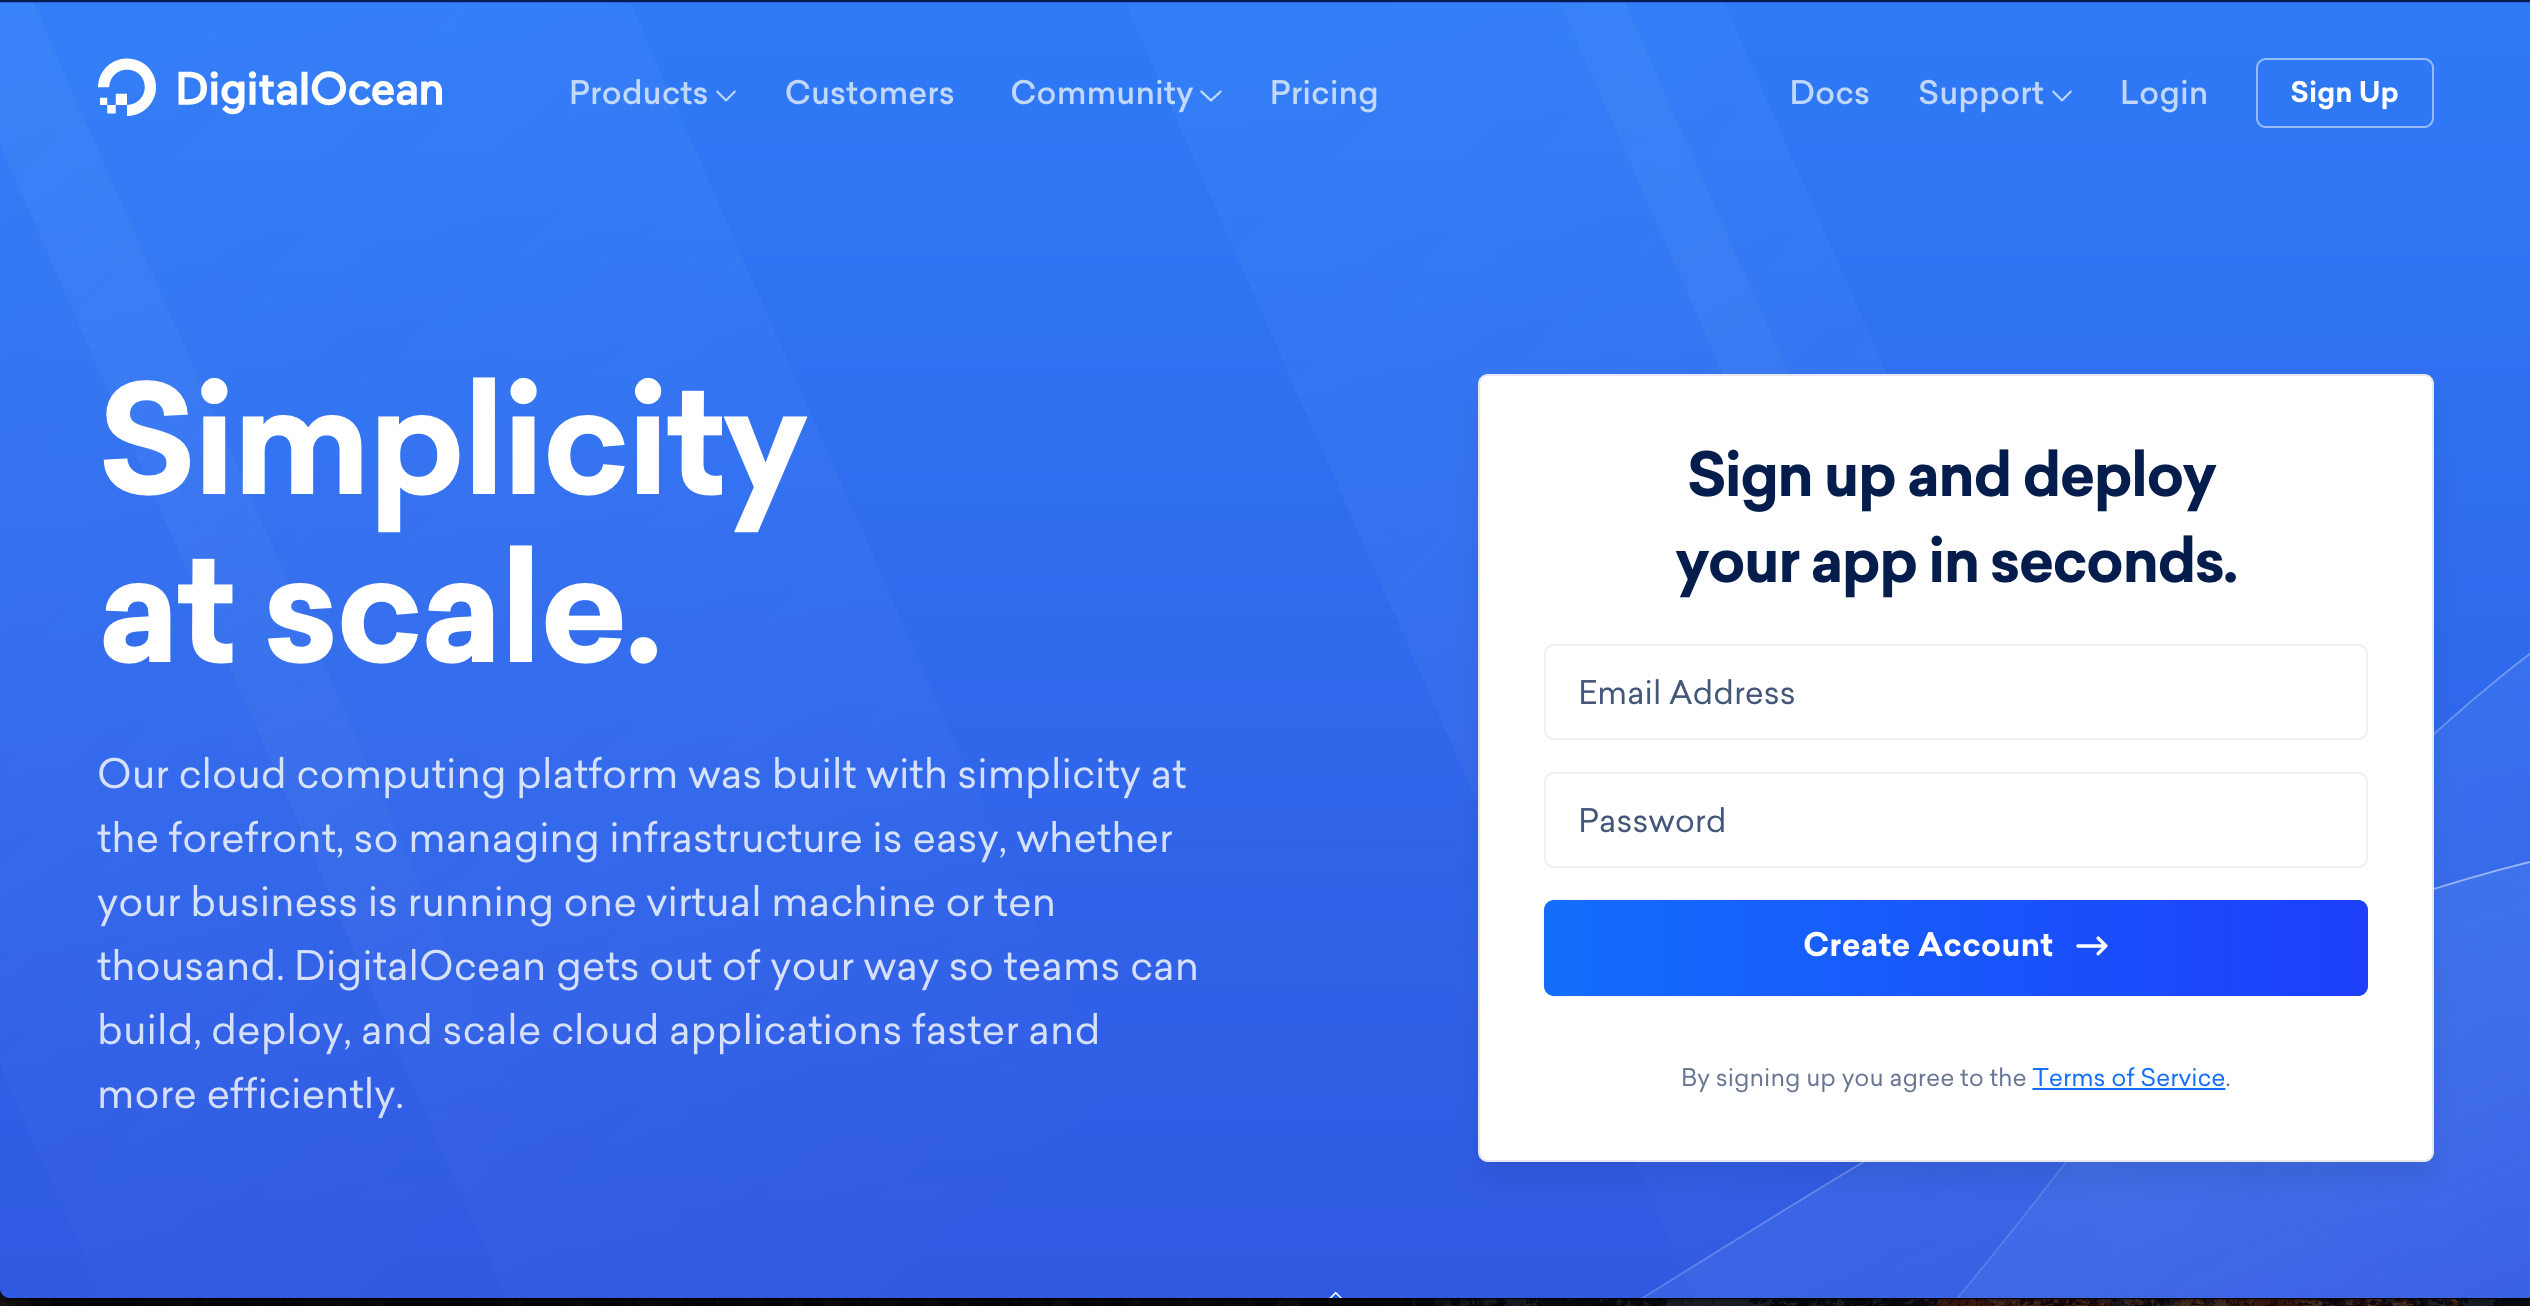 DigitalOcean
Products
Customers
Community
Pricing
Docs
Support
Login
Sign Up
Simplicity
at scale.
Our cloud computing platform was built with simplicity at
the forefront, so managing infrastructure is easy, whether
your business is running one virtual machine or ten
thousand. DigitalOcean gets out of your way so teams can
build, deploy, and scale cloud applications faster and
more efficiently.
Sign up and deploy
your app in seconds.
Email Address
Password
Create Account →
By signing up you agree to the Terms of Service.